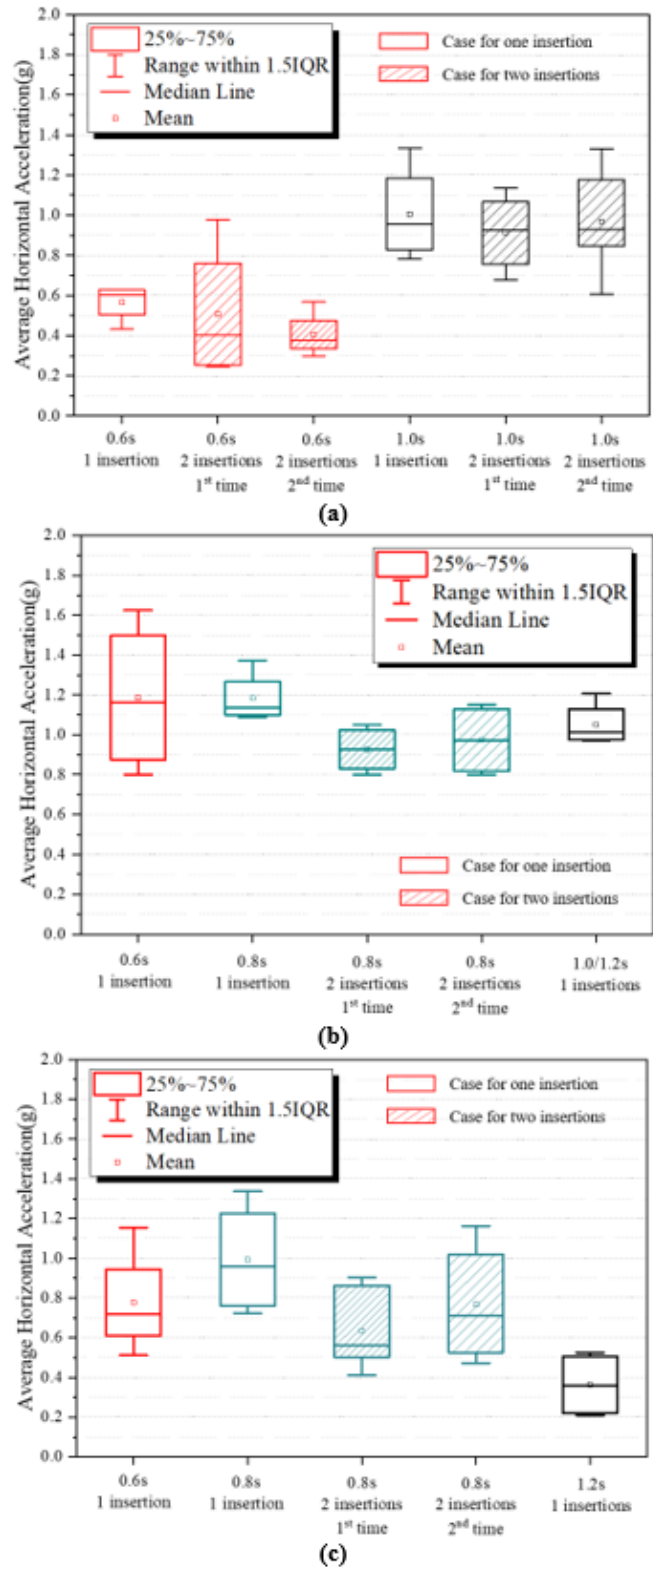 2.0
1.8
1.6
1.4
1.2
1.0
0.8
0.6
0.4
0.2
0.0
Average Horizontal Acceleration(g)
25%~75%
Range within 1.5IQR
Median Line
Mean
Case for one insertion
Case for two insertions
0.6s
1 insertion
0.6s
2 insertions
1st time
0.6s
2 insertions
2nd time
1.0s
1 insertion
1.0s
2 insertions
1st time
1.0s
2 insertions
2nd time
(a)
2.0
1.8
1.6
1.4
1.2
1.0
0.8
0.6
0.4
0.2
0.0
Average Horizontal Acceleration(g)
25%~75%
Range within 1.5IQR
Median Line
Mean
Case for one insertion
Case for two insertions
0.6s
1 insertion
0.8s
1 insertion
0.8s
2 insertions
1st time
0.8s
2 insertions
2nd time
1.0/1.2s
1 insertions
(b)
2.0
1.8
1.6
1.4
1.2
1.0
0.8
0.6
0.4
0.2
0.0
Average Horizontal Acceleration(g)
25%~75%
Range within 1.5IQR
Median Line
Mean
Case for one insertion
Case for two insertions
0.6s
1 insertion
0.8s
1 insertion
0.8s
2 insertions
1st time
0.8s
2 insertions
2nd time
1.2s
1 insertions
(c)